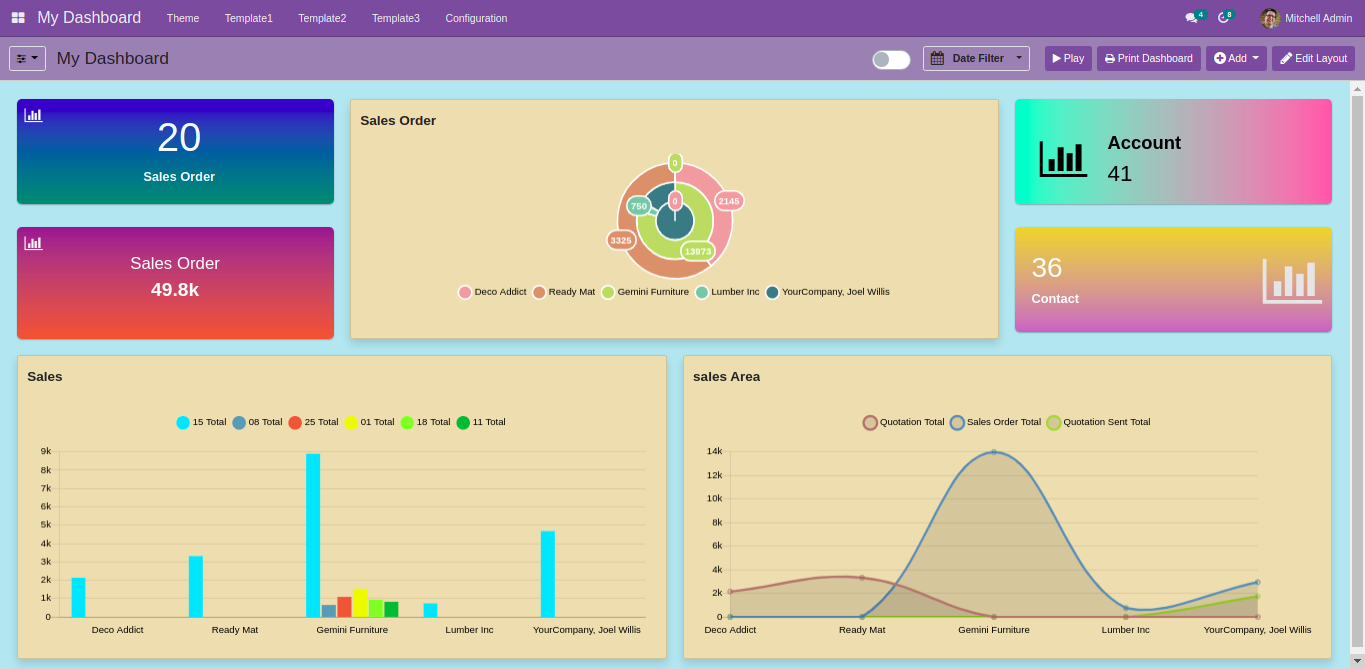 My Dashboard Theme Template1 Template2 Template3 Configuration 4 8 Mitchell Admin
My Dashboard Date Filter Play Print Dashboard Add Edit Layout
20
Sales Order
Sales Order
49.8k
Sales Order
0
0
2145
750
3325
13973
Deco Addict Ready Mat Gemini Furniture Lumber Inc YourCompany, Joel Willis
Account
41
36
Contact
Sales
15 Total 08 Total 25 Total 01 Total 18 Total 11 Total
9k
8k
7k
6k
5k
4k
3k
2k
1k
0
Deco Addict Ready Mat Gemini Furniture Lumber Inc YourCompany, Joel Willis
sales Area
Quotation Total Sales Order Total Quotation Sent Total
14k
12k
10k
8k
6k
4k
2k
0
Deco Addict Ready Mat Gemini Furniture Lumber Inc YourCompany, Joel Willis